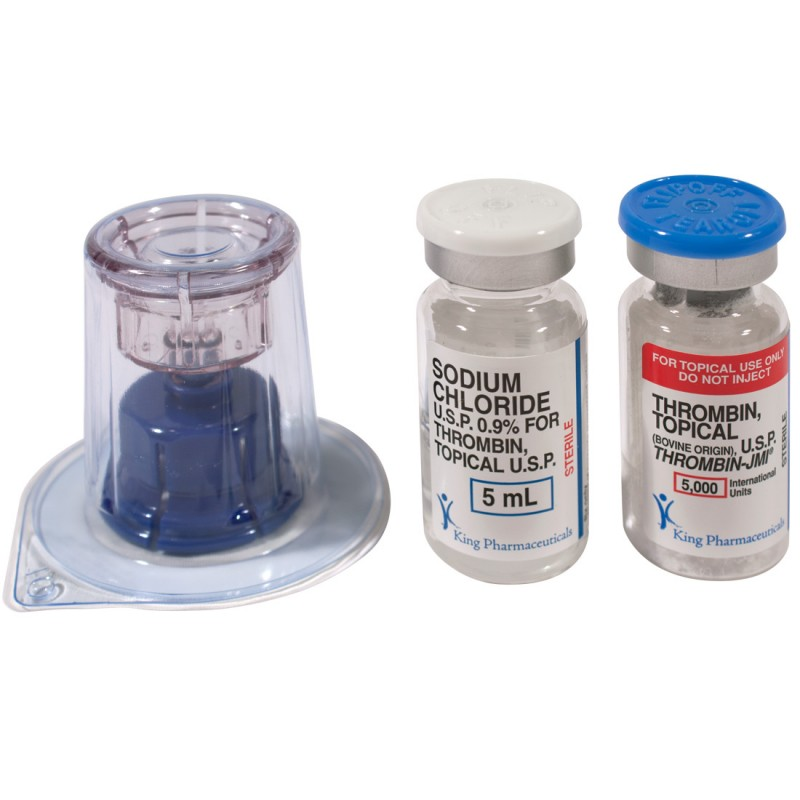 SODIUM
CHLORIDE
U.S.P. 0.9% FOR
THROMBIN,
TOPICAL U.S.P.
STERILE
5 mL
King Pharmaceuticals
FLIP OFF
FOR TOPICAL USE ONLY
DO NOT INJECT
THROMBIN,
TOPICAL
(BOVINE ORIGIN), U.S.P.
THROMBIN-JMI®
5,000 International
Units
King Pharmaceuticals